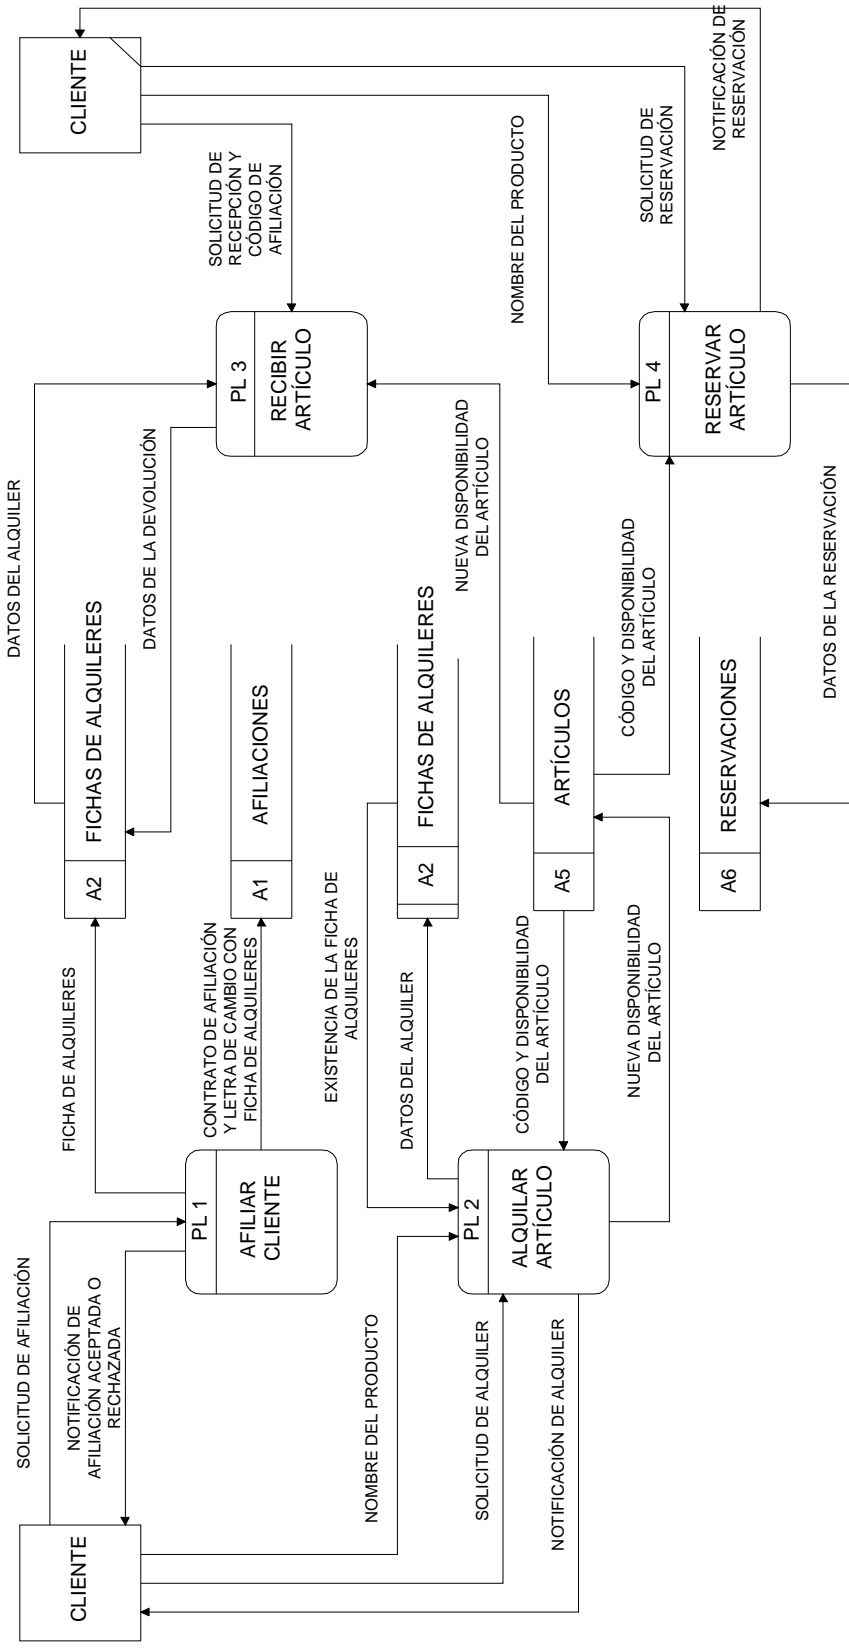 CLIENTE
SOLICITUD DE AFILIACIÓN
NOTIFICACIÓN DE
AFILIACIÓN ACEPTADA O
RECHAZADA
NOMBRE DEL PRODUCTO
SOLICITUD DE ALQUILER
NOTIFICACIÓN DE ALQUILER
PL 1
AFILIAR
CLIENTE
PL 2
ALQUILAR
ARTÍCULO
FICHA DE ALQUILERES
CONTRATO DE AFILIACIÓN
Y LETRA DE CAMBIO CON
FICHA DE ALQUILERES
EXISTENCIA DE LA FICHA DE
ALQUILERES
DATOS DEL ALQUILER
CÓDIGO Y DISPONIBILIDAD
DEL ARTÍCULO
NUEVA DISPONIBILIDAD
DEL ARTÍCULO
A2
FICHAS DE ALQUILERES
A1
AFILIACIONES
A2
FICHAS DE ALQUILERES
A5
ARTÍCULOS
A6
RESERVACIONES
DATOS DEL ALQUILER
DATOS DE LA DEVOLUCIÓN
NUEVA DISPONIBILIDAD
DEL ARTÍCULO
CÓDIGO Y DISPONIBILIDAD
DEL ARTÍCULO
DATOS DE LA RESERVACIÓN
PL 3
RECIBIR
ARTÍCULO
PL 4
RESERVAR
ARTÍCULO
SOLICITUD DE
RECEPCIÓN Y
CÓDIGO DE
AFILIACIÓN
NOMBRE DEL PRODUCTO
SOLICITUD DE
RESERVACIÓN
NOTIFICACIÓN DE
RESERVACIÓN
CLIENTE